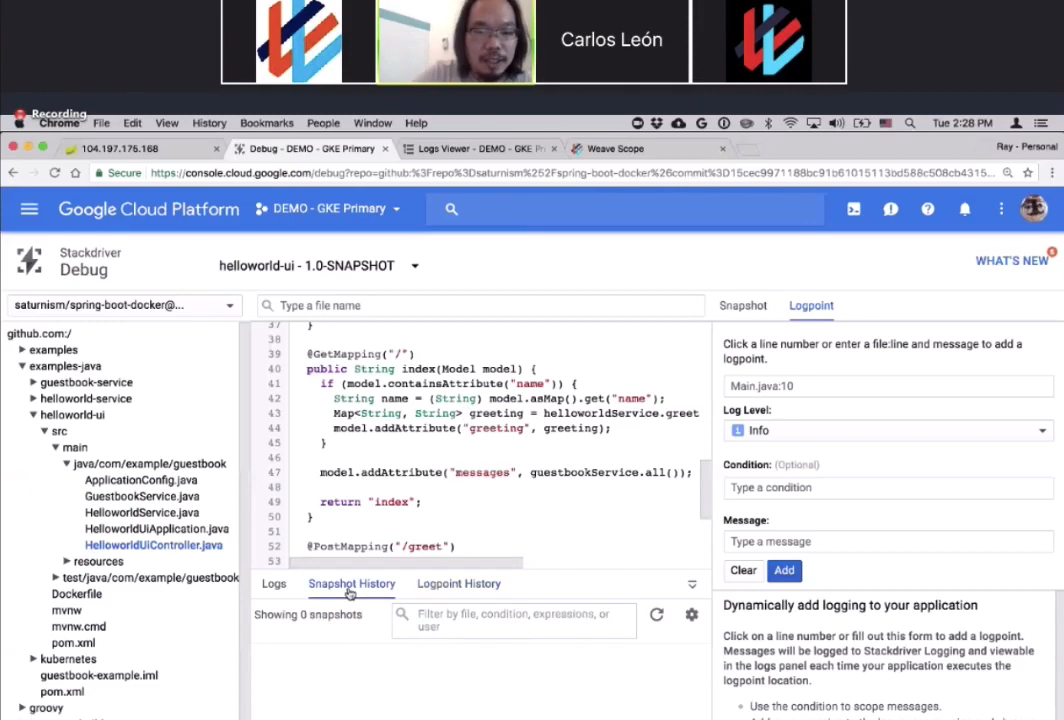 Carlos León
Recording
Chrome File Edit View History Bookmarks People Window Help Tue 2:28 PM
104.197.175.168 × Debug - DEMO - GKE Primary × Logs Viewer - DEMO - GKE Pr × Weave Scope × Ray - Personal
Secure https://console.cloud.google.com/debug?repo=github:%3Frepo%3Dsaturnism%252Fspring-boot-docker%26commit%3D15cec9971188bc91b61015113bd588c508cb4315...
Google Cloud Platform DEMO - GKE Primary
Stackdriver
Debug
helloworld-ui - 1.0-SNAPSHOT
WHAT'S NEW
saturnism/spring-boot-docker@...
Type a file name
Snapshot Logpoint
github.com:/
examples
examples-java
guestbook-service
helloworld-service
helloworld-ui
src
main
java/com/example/guestbook
ApplicationConfig.java
GuestbookService.java
HelloworldService.java
HelloworldUiApplication.java
HelloworldUiController.java
resources
test/java/com/example/guestbook
Dockerfile
mvnw
mvnw.cmd
pom.xml
kubernetes
guestbook-example.iml
pom.xml
groovy
37 }
38
39 @GetMapping("/")
40 public String index(Model model) {
41 if (model.containsAttribute("name")) {
42 String name = (String) model.asMap().get("name");
43 Map<String, String> greeting = helloworldService.greet
44 model.addAttribute("greeting", greeting);
45 }
46
47 model.addAttribute("messages", guestbookService.all());
48
49 return "index";
50 }
51
52 @PostMapping("/greet")
53
Logs Snapshot History Logpoint History
Showing 0 snapshots
Filter by file, condition, expressions, or
user
Click a line number or enter a file:line and message to add a
logpoint.
Main.java:10
Log Level:
Info
Condition: (Optional)
Type a condition
Message:
Type a message
Clear Add
Dynamically add logging to your application
Click on a line number or fill out this form to add a logpoint.
Messages will be logged to Stackdriver Logging and viewable
in the logs panel each time your application executes the
logpoint location.
Use the condition to scope messages.